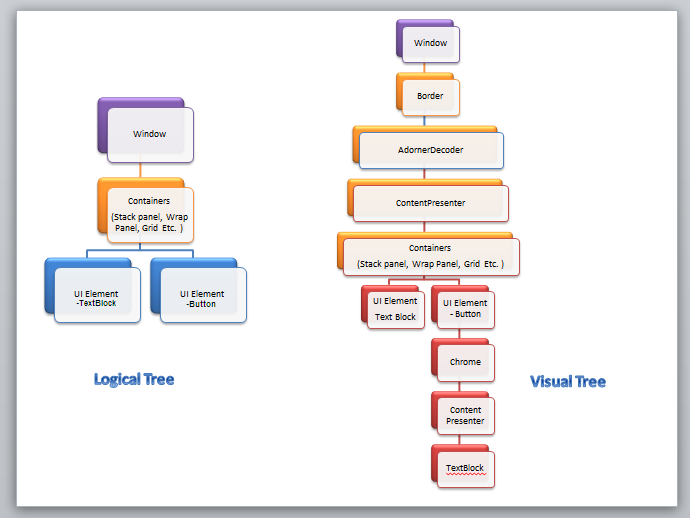 Window
Containers
(Stack panel, Wrap
Panel, Grid Etc. )
UI Element
-TextBlock
UI Element
-Button
Logical Tree
Window
Border
AdornerDecoder
ContentPresenter
Containers
(Stack panel, Wrap Panel, Grid Etc. )
UI Element
Text Block
UI Element
- Button
Chrome
Content
Presenter
TextBlock
Visual Tree